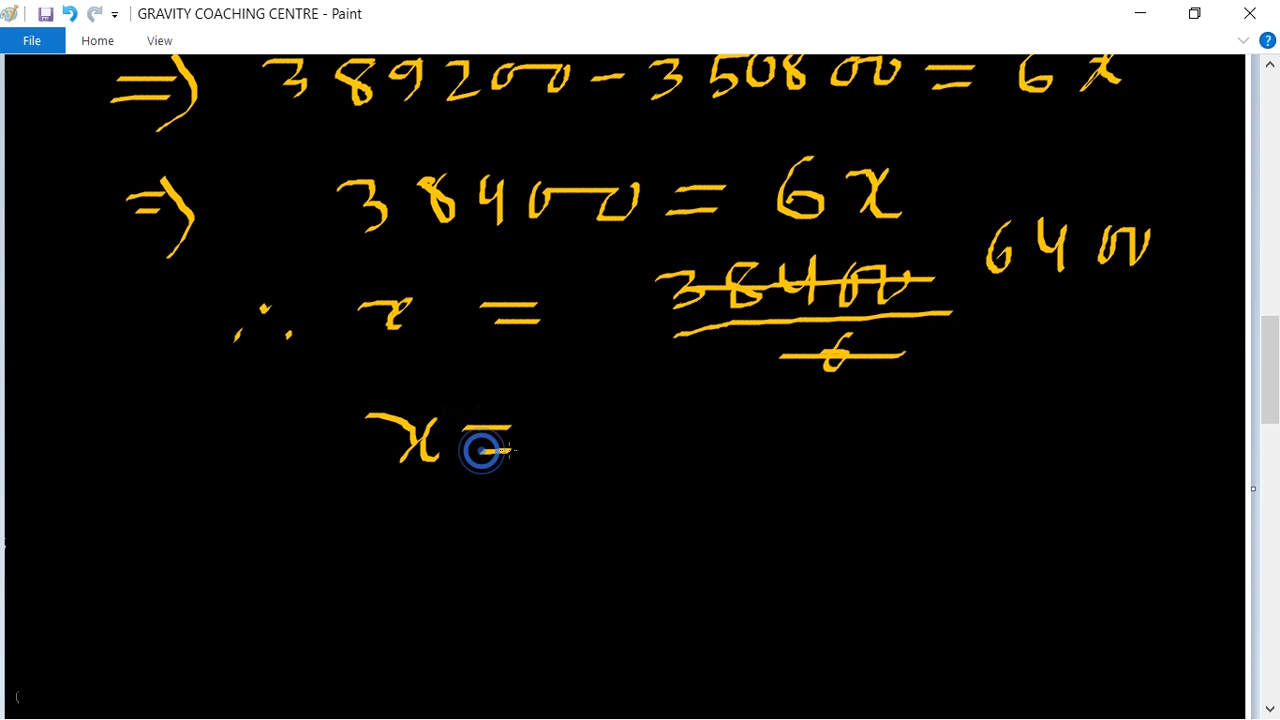 GRAVITY COACHING CENTRE - Paint
File Home View
=> 389200 - 350800 = 6x
=> 38400 = 6x
∴ x = 38400/6 6400
x =